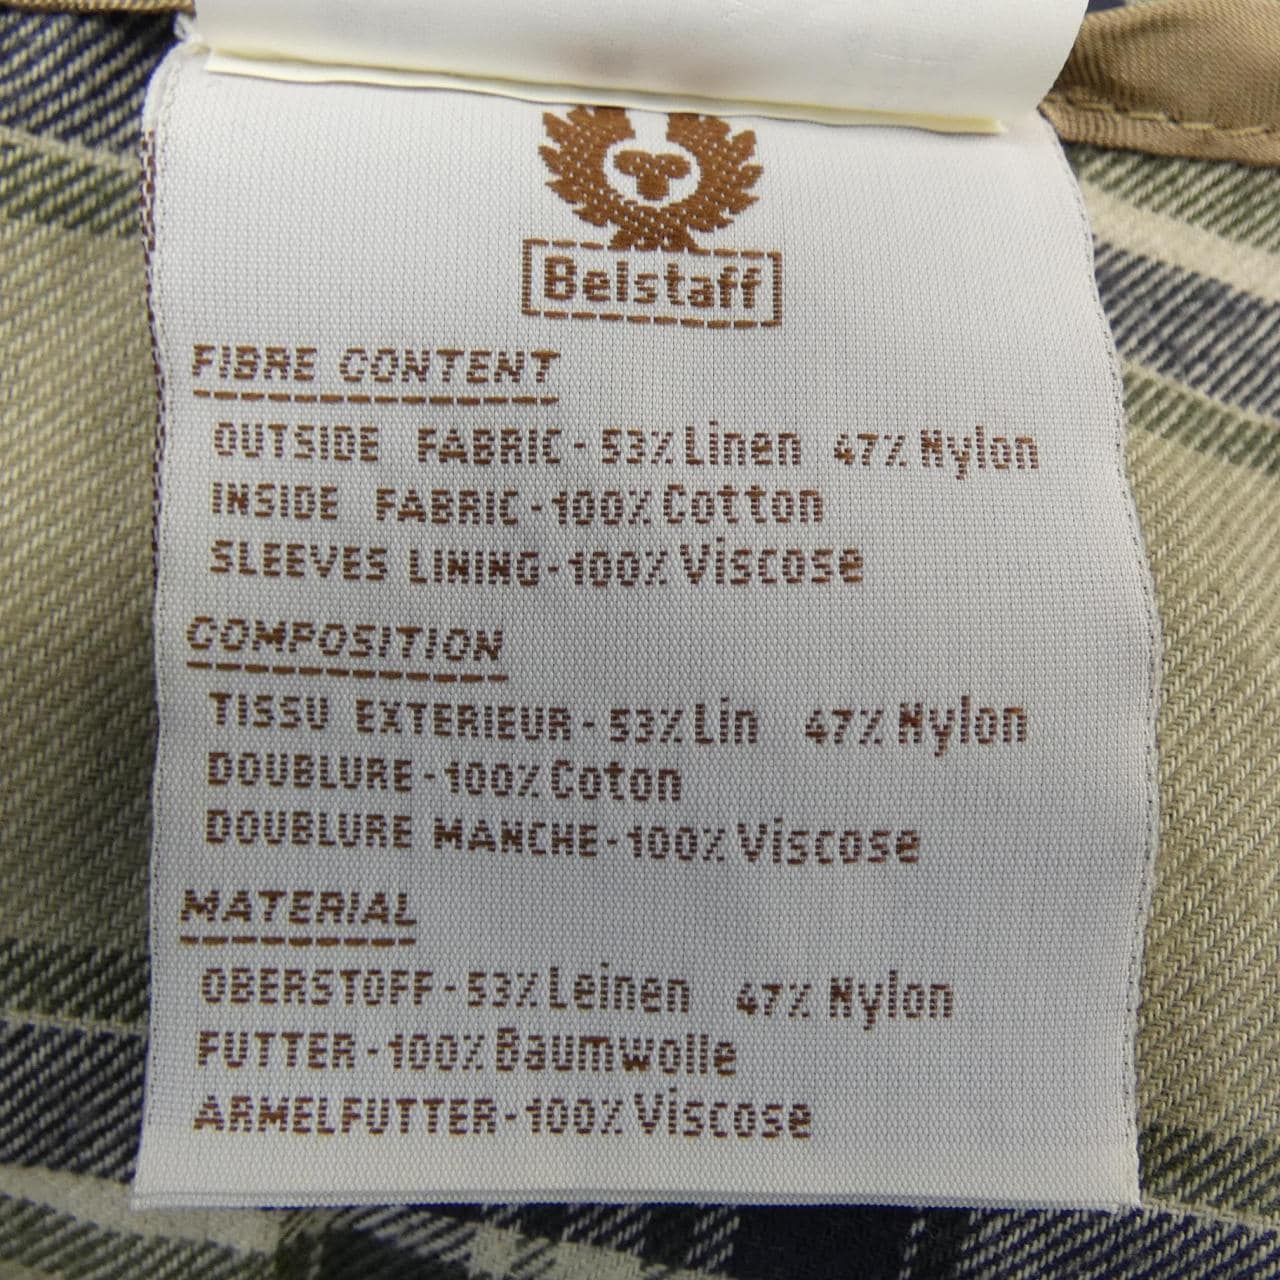 Belstaff
FIBRE CONTENT
OUTSIDE FABRIC-53% Linen 47% Nylon
INSIDE FABRIC-100% Cotton
SLEEVES LINING-100% Viscose
COMPOSITION
TISSU EXTERIEUR-53% Lin 47% Nylon
DOUBLURE-100% Coton
DOUBLURE MANCHE-100% Viscose
MATERIAL
OBERSTOFF-53% Leinen 47% Nylon
FUTTER-100% Baumwolle
ARMELFUTTER-100% Viscose